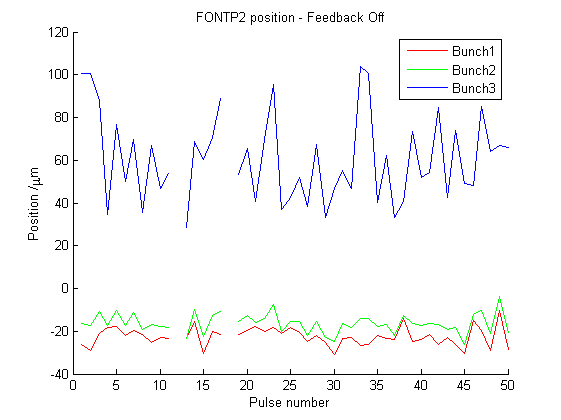 FONTP2 position - Feedback Off
Bunch1
Bunch2
Bunch3
120
100
80
60
40
20
0
-20
-40
Position /μm
0 5 10 15 20 25 30 35 40 45 50
Pulse number